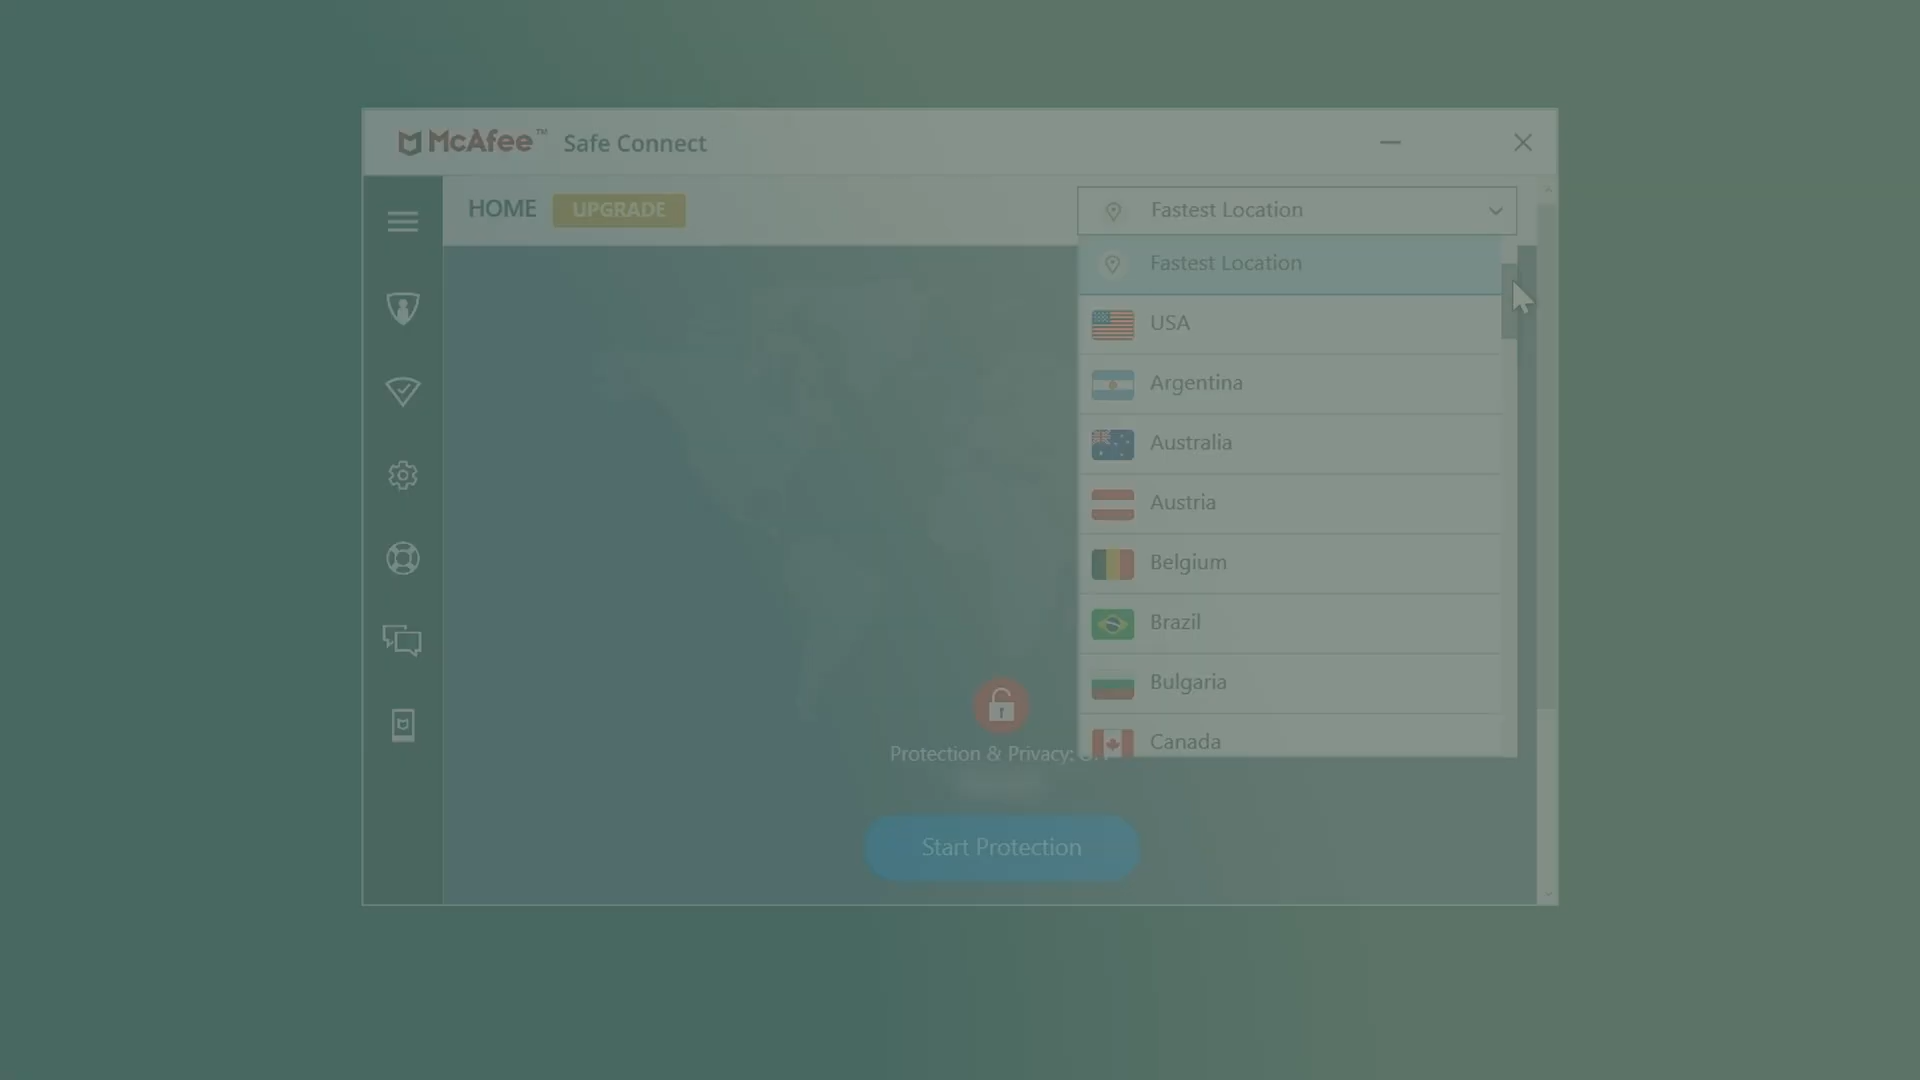 McAfee™ Safe Connect
HOME
UPGRADE
Fastest Location
Fastest Location
USA
Argentina
Australia
Austria
Belgium
Brazil
Bulgaria
Canada
Protection & Privacy:
Start Protection